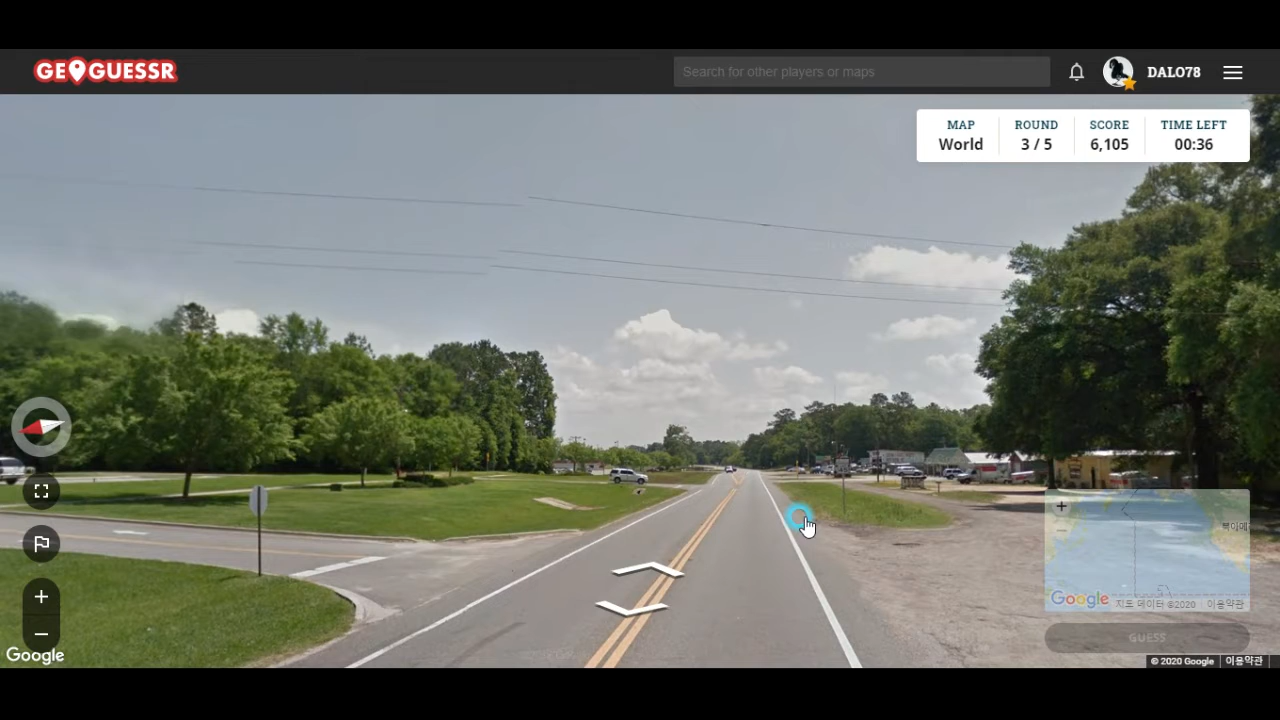 GEOGUESSR
Search for other players or maps
DALO78
MAP
World
ROUND
3 / 5
SCORE
6,105
TIME LEFT
00:36
Google
지도 데이터 ©2020
이용약관
GUESS
Google
© 2020 Google
이용약관